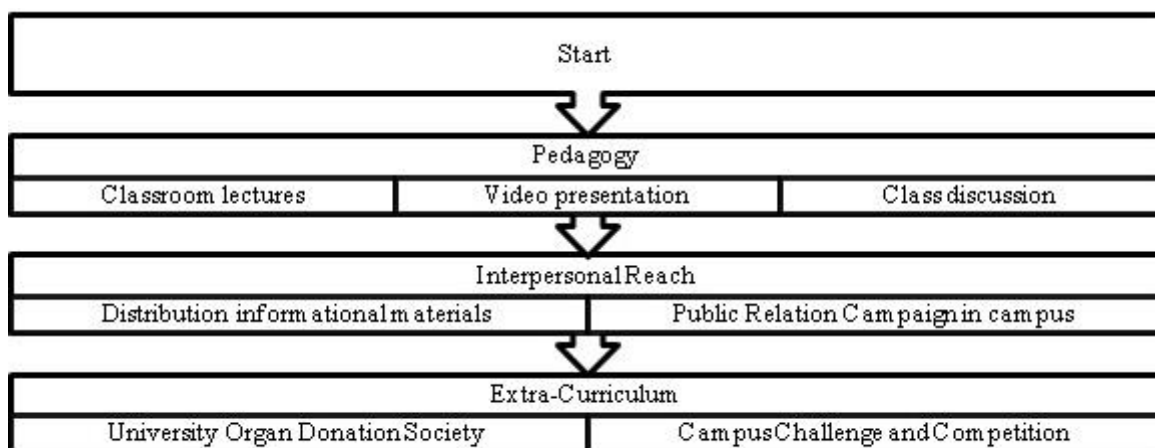 Start
Pedagogy
Classroom lectures
Video presentation
Class discussion
Interpersonal Reach
Distribution informational materials
Public Relation Campaign in campus
Extra-Curriculum
University Organ Donation Society
Campus Challenge and Competition